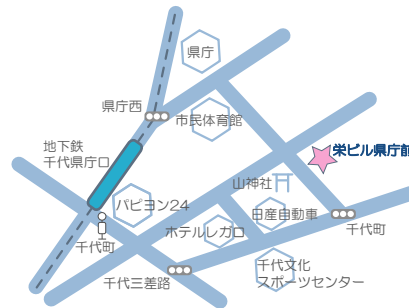 県庁
県庁西
市民体育館
地下鉄
千代県庁口
栄ビル県庁前
山神社
パピヨン24
日産自動車
千代町
ホテルレガロ
千代町
千代三差路
千代文化
スポーツセンター